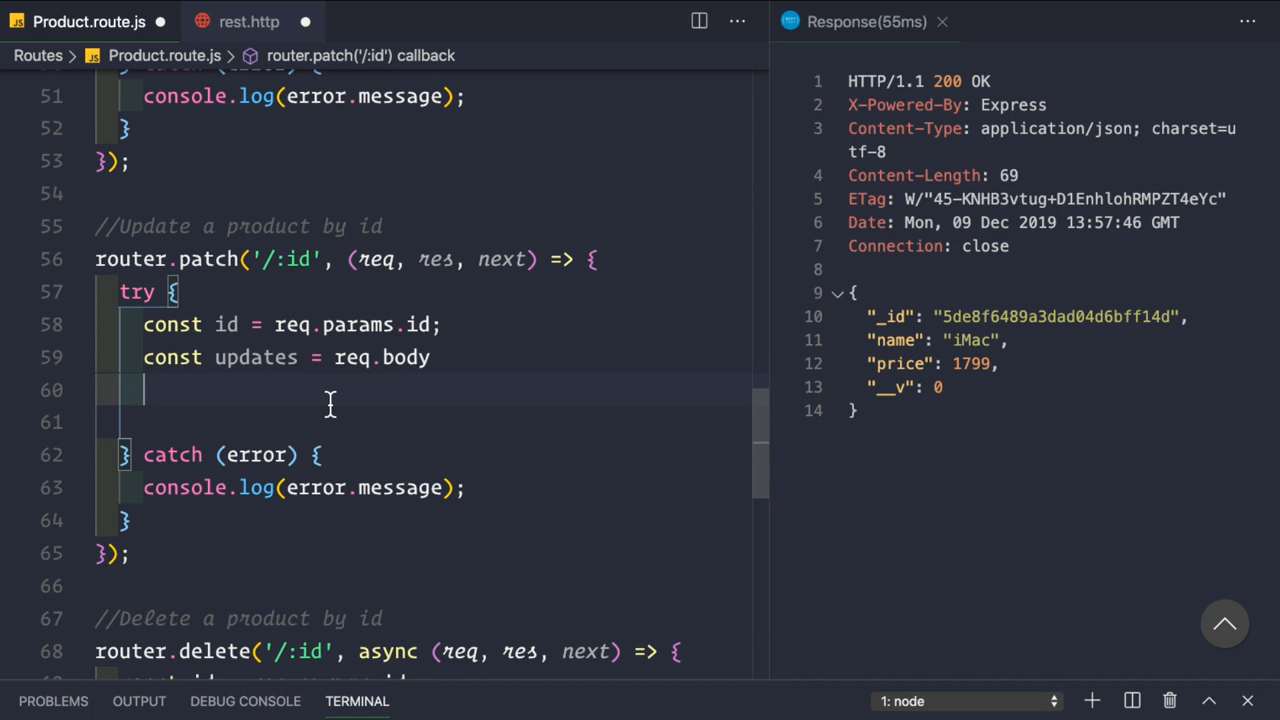 Product.route.js
rest.http
Response(55ms)
Routes Product.route.js router.patch('/:id') callback
51 console.log(error.message);
52 }
53 });
54
55 //Update a product by id
56 router.patch('/:id', (req, res, next) => {
57 try {
58 const id = req.params.id;
59 const updates = req.body
60
61
62 } catch (error) {
63 console.log(error.message);
64 }
65 });
66
67 //Delete a product by id
68 router.delete('/:id', async (req, res, next) => {
1 HTTP/1.1 200 OK
2 X-Powered-By: Express
3 Content-Type: application/json; charset=u
tf-8
4 Content-Length: 69
5 ETag: W/"45-KNHB3vtug+D1EnhlohRMPZT4eYc"
6 Date: Mon, 09 Dec 2019 13:57:46 GMT
7 Connection: close
8
9 {
10 "_id": "5de8f6489a3dad04d6bff14d",
11 "name": "iMac",
12 "price": 1799,
13 "__v": 0
14 }
PROBLEMS OUTPUT DEBUG CONSOLE TERMINAL 1: node